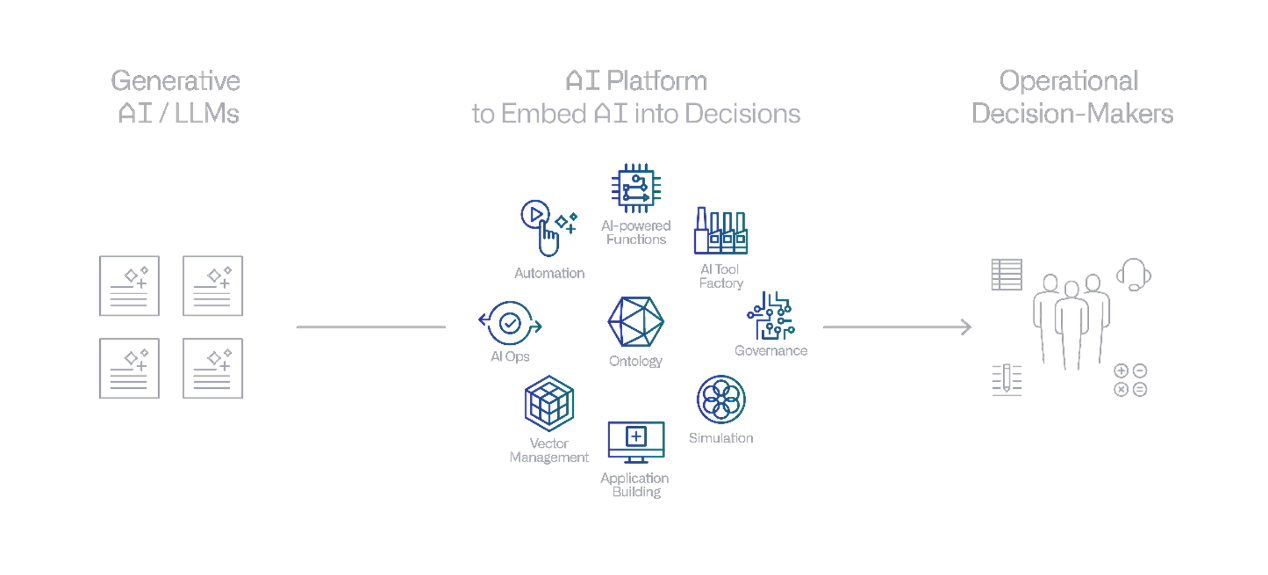 Generative
AI / LLMs
AI Platform
to Embed AI into Decisions
Operational
Decision-Makers
AI-powered
Functions
Automation
AI Tool
Factory
AI Ops
Ontology
Governance
Vector
Management
Simulation
Application
Building